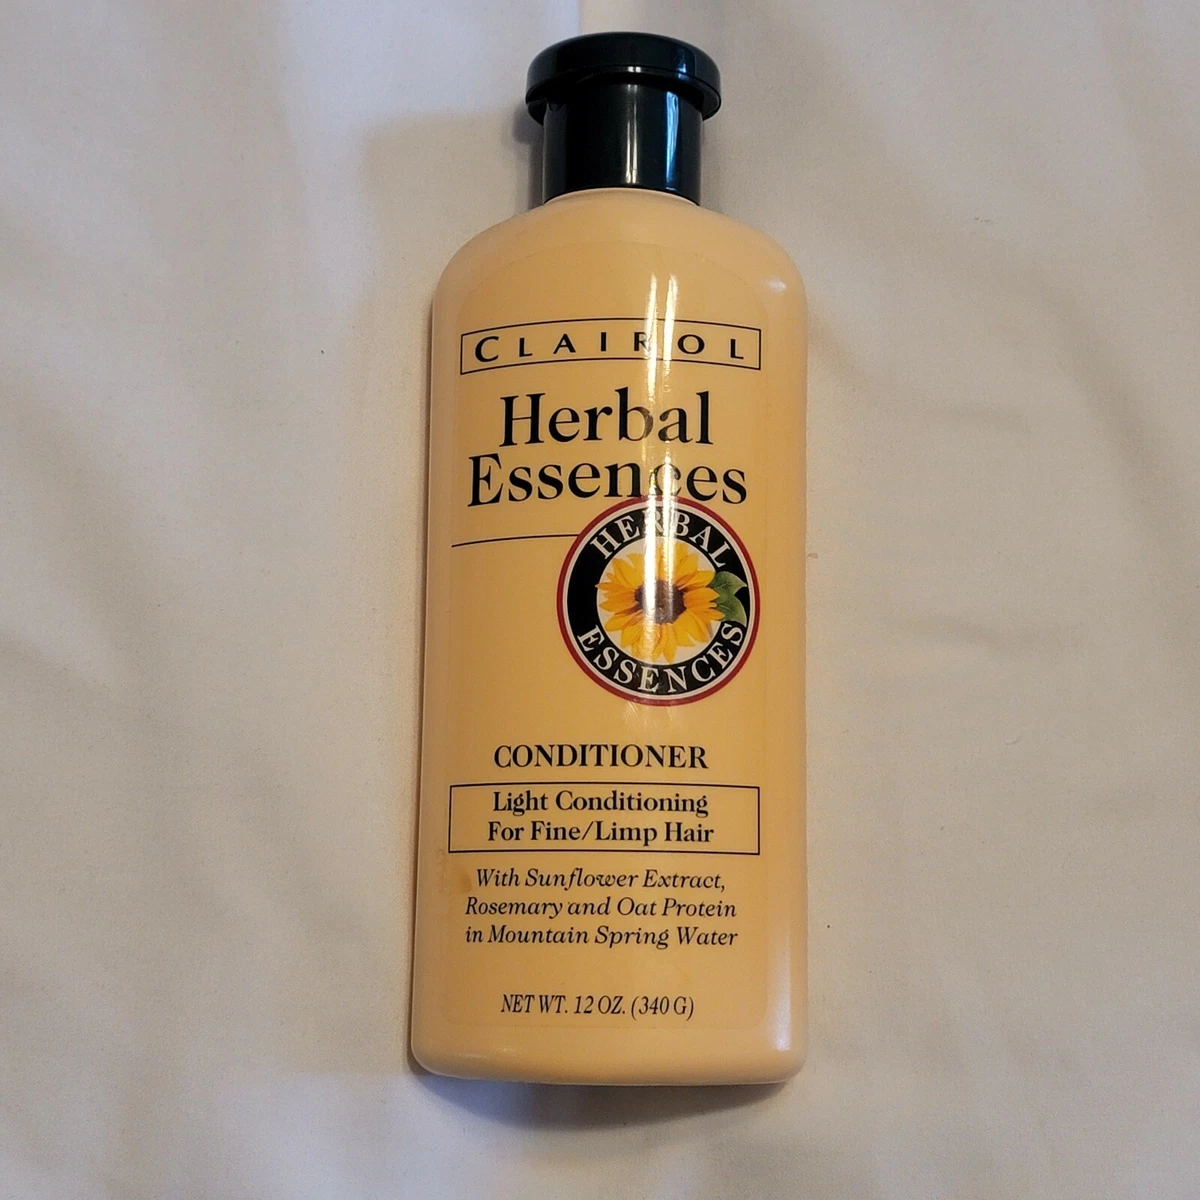 CLAIROL
Herbal
Essences
HERBAL
ESSENCES
CONDITIONER
Light Conditioning
For Fine/Limp Hair
With Sunflower Extract,
Rosemary and Oat Protein
in Mountain Spring Water
NET WT. 12 OZ. (340 G)